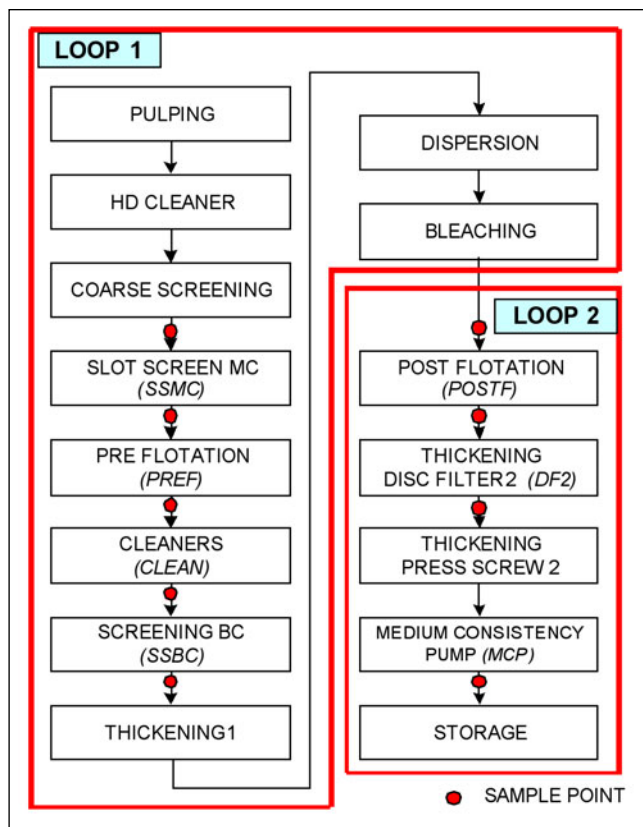 LOOP 1
PULPING
HD CLEANER
COARSE SCREENING
SLOT SCREEN MC
(SSMC)
PRE FLOTATION
(PREF)
CLEANERS
(CLEAN)
SCREENING BC
(SSBC)
THICKENING1
DISPERSION
BLEACHING
LOOP 2
POST FLOTATION
(POSTF)
THICKENING
DISC FILTER2 (DF2)
THICKENING
PRESS SCREW 2
MEDIUM CONSISTENCY
PUMP (MCP)
STORAGE
SAMPLE POINT